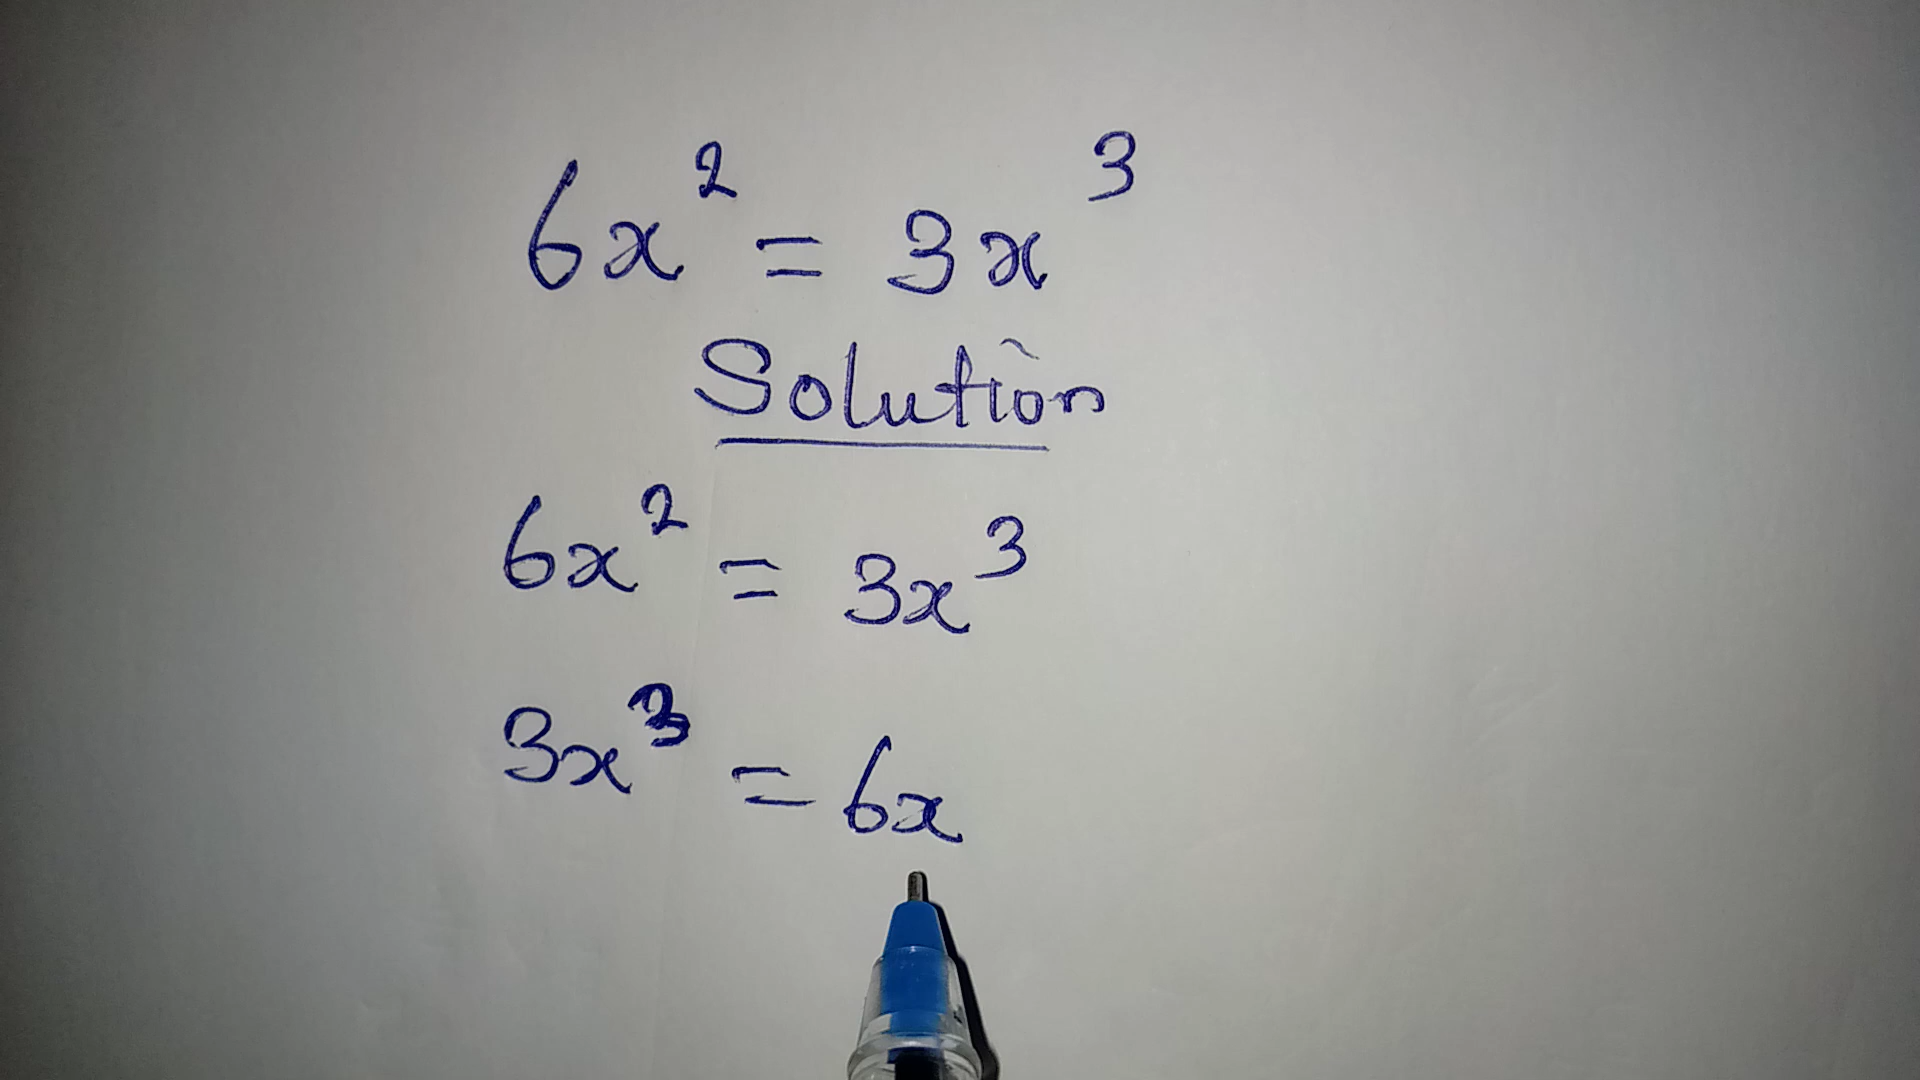 6x² = 3x³
Solution
6x² = 3x³
3x³ = 6x